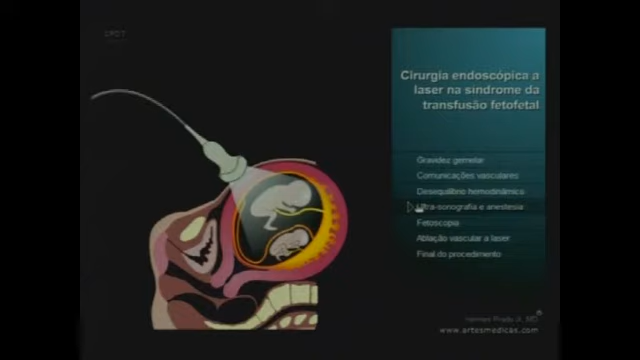 Cirurgia endoscópica a
laser na síndrome da
transfusão fetofetal
Gravidez gemelar
Comunicações vasculares
Desequilíbrio hemodinâmico
Ultra-sonografia e anestesia
Fetoscopia
Ablação vascular a laser
Final do procedimento
www.artesmedicas.com